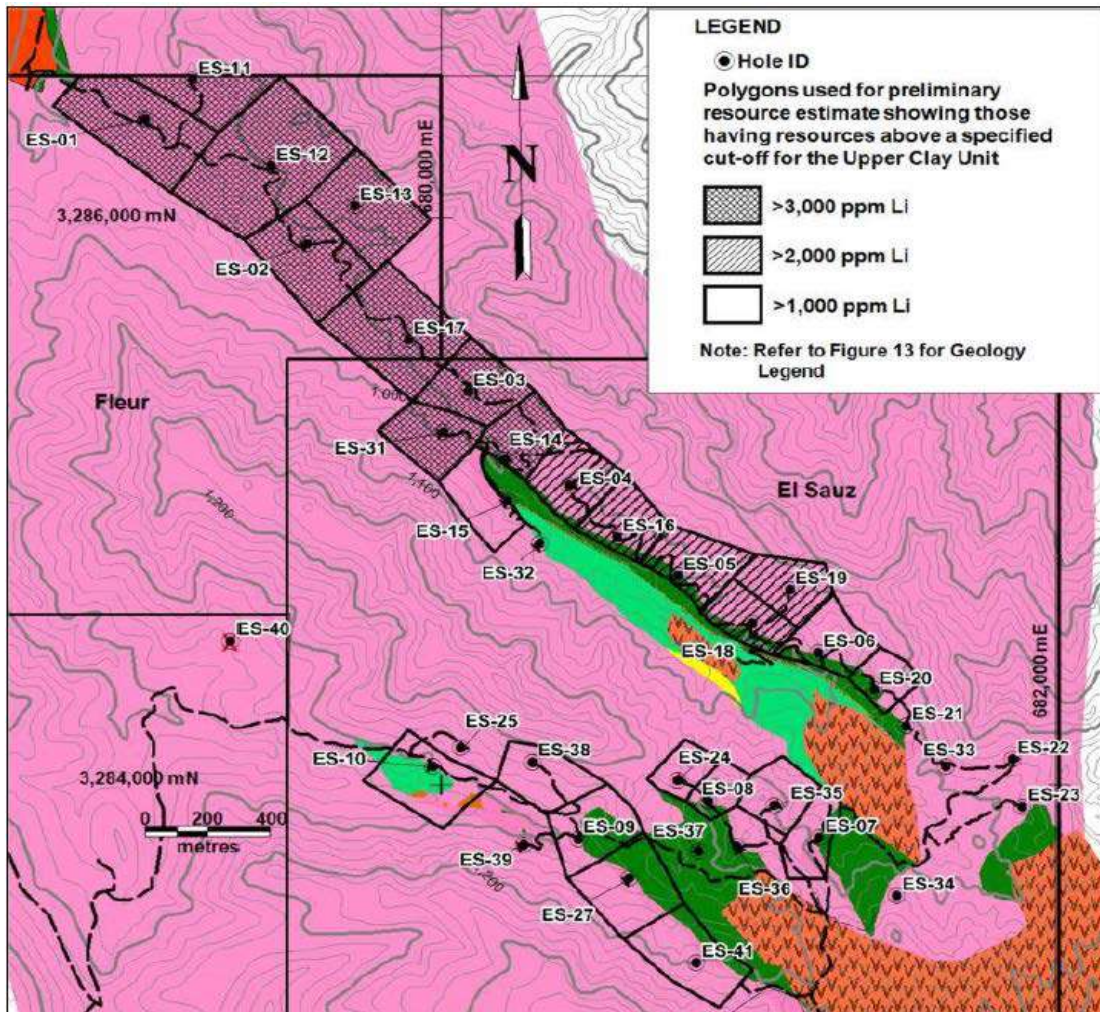 LEGEND
Hole ID
Polygons used for preliminary
resource estimate showing those
having resources above a specified
cut-off for the Upper Clay Unit
>3,000 ppm Li
>2,000 ppm Li
>1,000 ppm Li
Note: Refer to Figure 13 for Geology
Legend
N
ES-11
ES-01
ES-12
680,000 mE
ES-13
3,286,000 mN
ES-02
ES-17
ES-03
1,000
Fleur
ES-31
ES-14
1,100
ES-04
El Sauz
1,200
ES-15
ES-16
ES-32
ES-05
ES-19
ES-40
ES-18
ES-06
ES-20
682,000 mE
ES-21
ES-25
ES-38
ES-33
ES-22
ES-10
ES-24
3,284,000 mN
ES-08
ES-35
ES-23
0 200 400
metres
ES-09
ES-37
ES-07
ES-39
1,200
ES-36
ES-34
ES-27
ES-41